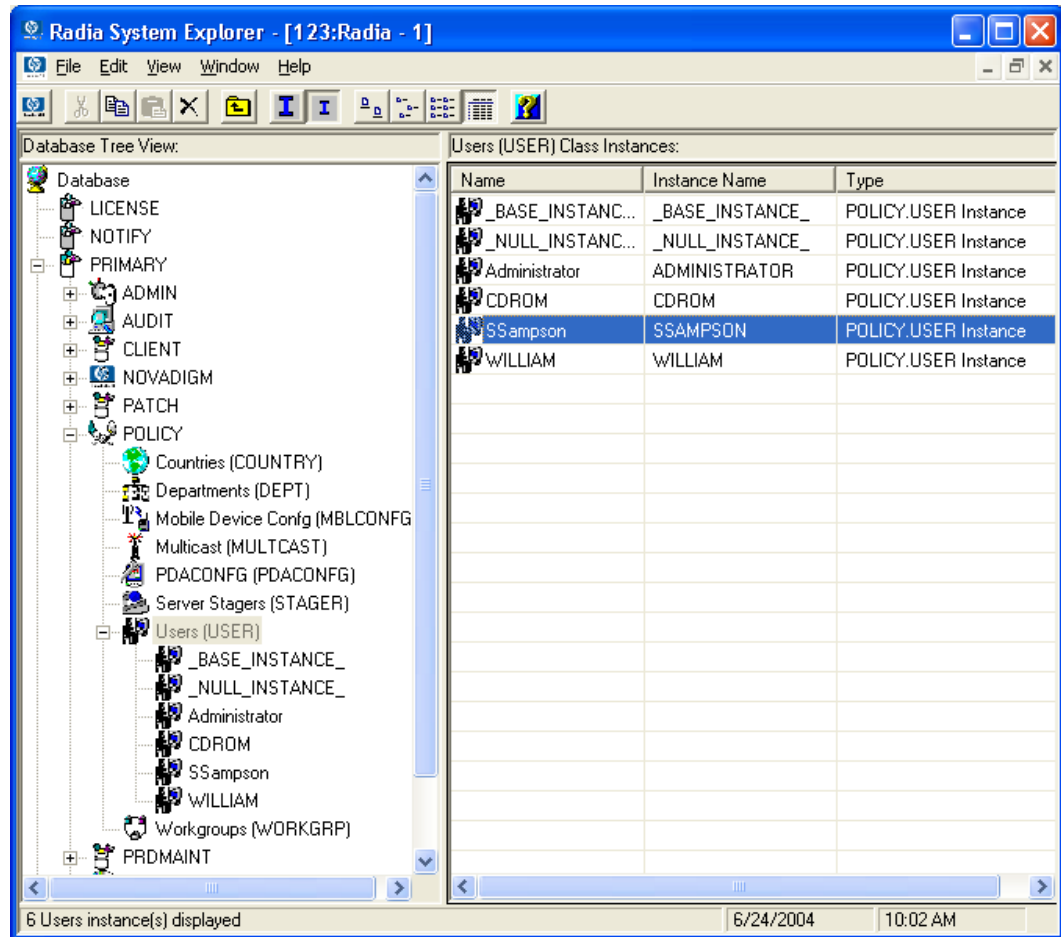 Radia System Explorer - [123:Radia - 1]
File Edit View Window Help
Database Tree View:
Database
LICENSE
NOTIFY
PRIMARY
ADMIN
AUDIT
CLIENT
NOVADIGM
PATCH
POLICY
Countries (COUNTRY)
Departments (DEPT)
Mobile Device Confg (MBLCONFG
Multicast (MULTCAST)
PDACONFG (PDACONFG)
Server Stagers (STAGER)
Users (USER)
_BASE_INSTANCE_
_NULL_INSTANCE_
Administrator
CDROM
SSampson
WILLIAM
Workgroups (WORKGRP)
PRDMAINT
Users (USER) Class Instances:
Name Instance Name Type
_BASE_INSTANC... _BASE_INSTANCE_ POLICY.USER Instance
_NULL_INSTANC... _NULL_INSTANCE_ POLICY.USER Instance
Administrator ADMINISTRATOR POLICY.USER Instance
CDROM CDROM POLICY.USER Instance
SSampson SSAMPSON POLICY.USER Instance
WILLIAM WILLIAM POLICY.USER Instance
6 Users instance(s) displayed 6/24/2004 10:02 AM